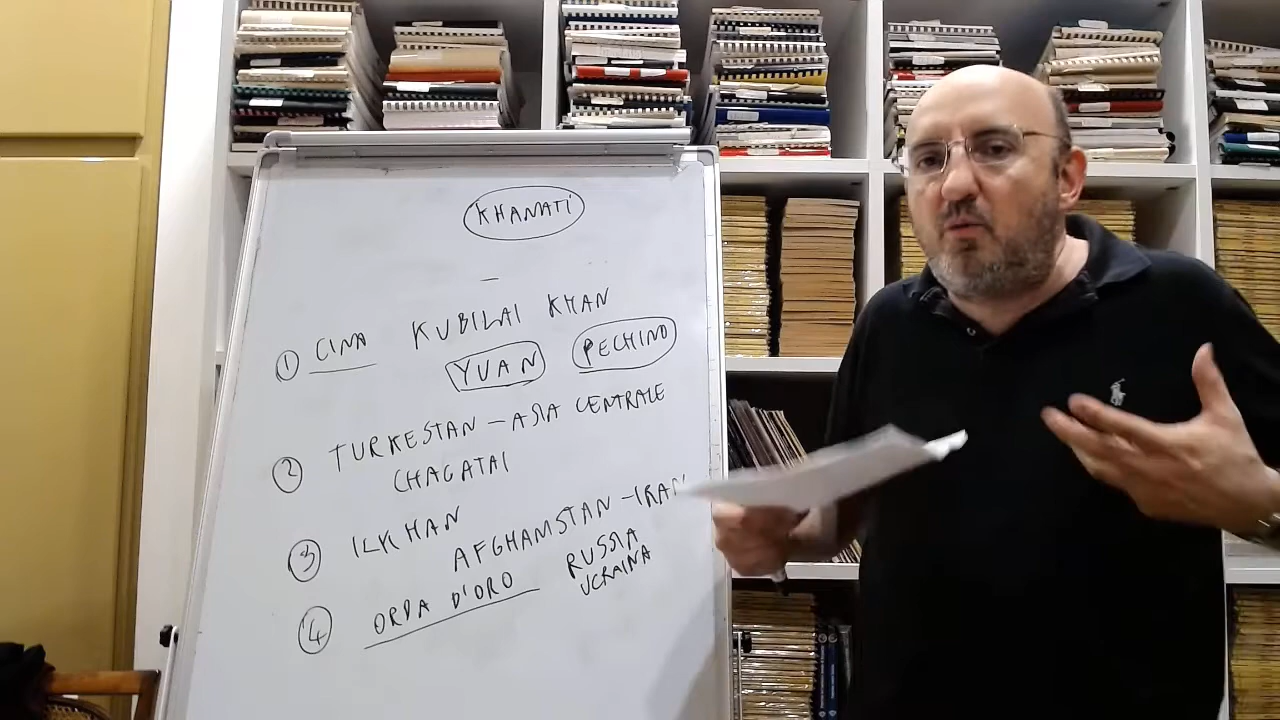 KHANATI
① CINA KUBILAI KHAN
YUAN PECHINO
② TURKESTAN - ASIA CENTRALE
CHAGATAI
③ ILKHAN
AFGHANISTAN - IRAN
④ ORDA D'ORO RUSSIA
UCRAINA